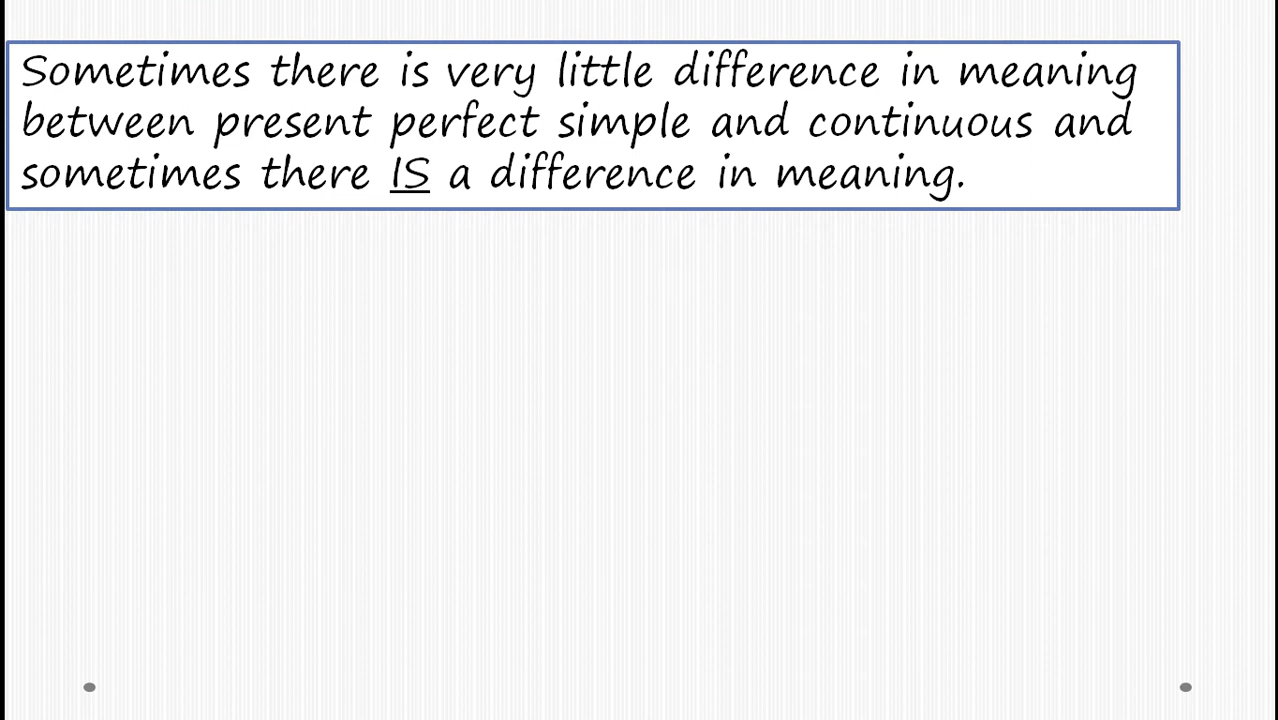 Sometimes there is very little difference in meaning
between present perfect simple and continuous and
sometimes there IS a difference in meaning.